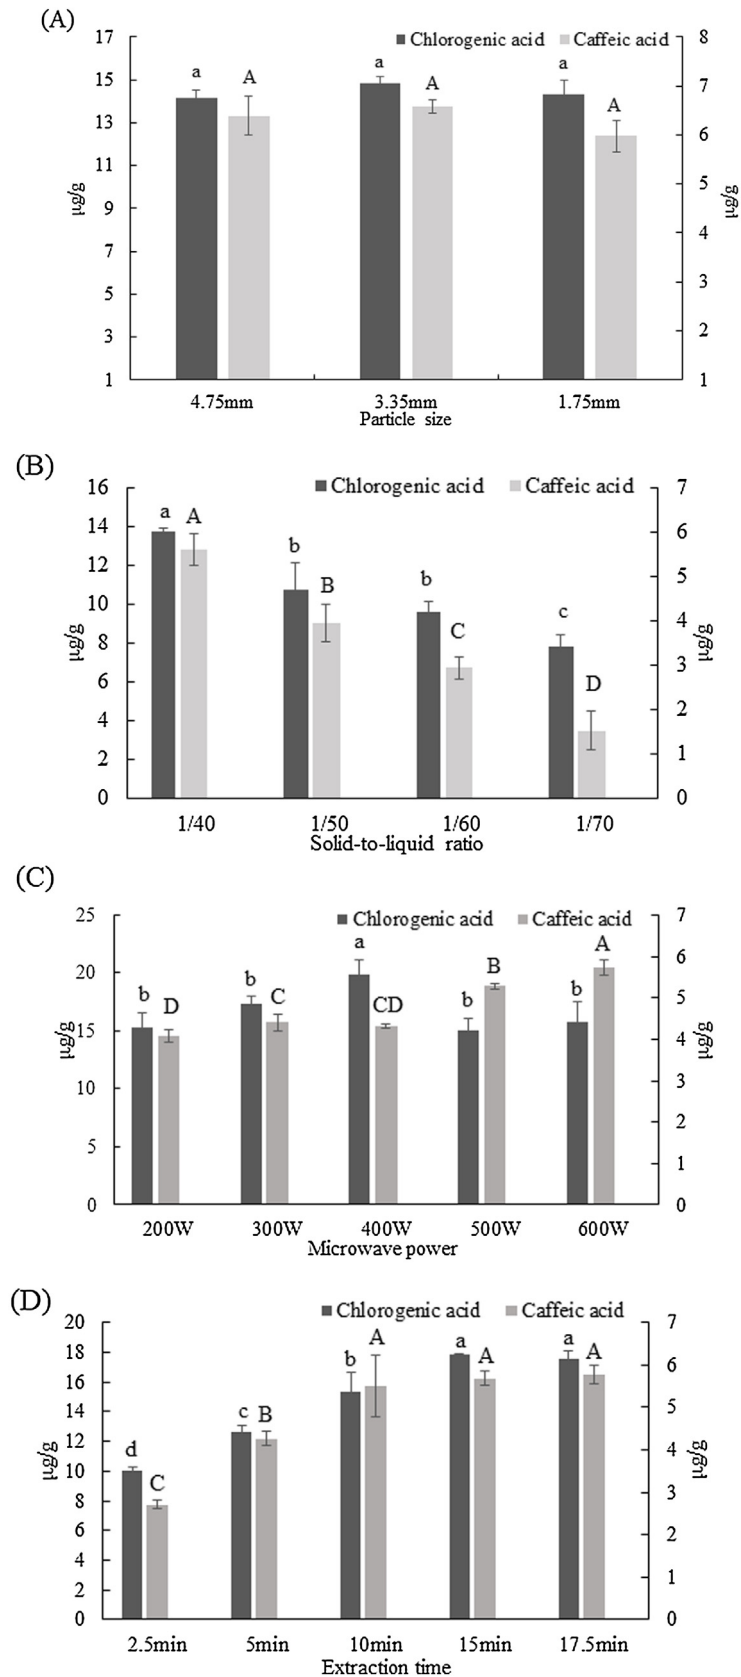 (A)
17 Chlorogenic acid Caffeic acid 8
a A a A a A
15 7
13 6
11 5
9
µg/g µg/g
7 4
5 3
3 2
1 1
4.75mm 3.35mm 1.75mm
Particle size
(B)
16 Chlorogenic acid Caffeic acid 7
14 a A 6
12 b B b C c D 5
10 4
8
µg/g µg/g
6 3
4 2
2 1
0 0
1/40 1/50 1/60 1/70
Solid-to-liquid ratio
(C)
25 Chlorogenic acid Caffeic acid 7
b D b C a CD b B b A
20 6
5
15 4
µg/g µg/g
10 3
2
5 1
0 0
200W 300W 400W 500W 600W
Microwave power
(D)
20 Chlorogenic acid Caffeic acid 7
18 d C c B b A a A a A
16 6
14 5
12 4
10
µg/g µg/g
8 3
6 2
4 1
2
0 0
2.5min 5min 10min 15min 17.5min
Extraction time